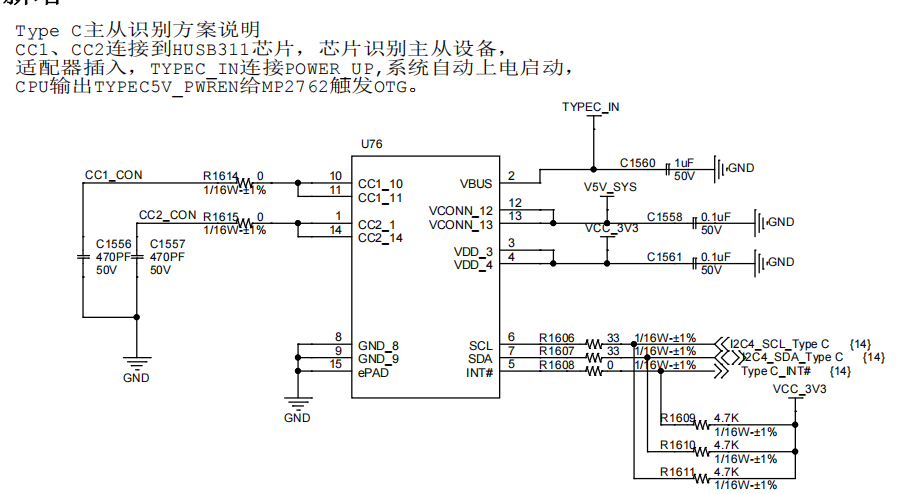 Type C主从识别方案说明
CC1、CC2连接到HUSB311芯片，芯片识别主从设备，
适配器插入，TYPEC_IN连接POWER UP,系统自动上电启动，
CPU输出TYPEC5V_PWREN给MP2762触发OTG。
TYPEC_IN
U76
C1560 1uF
50V
GND
CC1_CON
R1614 0
1/16W-±1%
10 CC1_10
11 CC1_11
VBUS 2
V5V_SYS
CC2_CON
R1615 0
1/16W-±1%
1 CC2_1
14 CC2_14
VCONN_12 12
VCONN_13 13
C1558 0.1uF
50V
GND
VCC_3V3
C1556
470PF
50V
C1557
470PF
50V
VDD_3 3
VDD_4 4
C1561 0.1uF
50V
GND
8 GND_8
9 GND_9
15 ePAD
GND
GND
SCL 6 R1606 33 1/16W-±1% I2C4_SCL_Type C {14}
SDA 7 R1607 33 1/16W-±1% I2C4_SDA_Type C {14}
INT# 5 R1608 0 1/16W-±1% Type C_INT# {14}
VCC_3V3
R1609 4.7K
1/16W-±1%
R1610 4.7K
1/16W-±1%
R1611 4.7K
1/16W-±1%